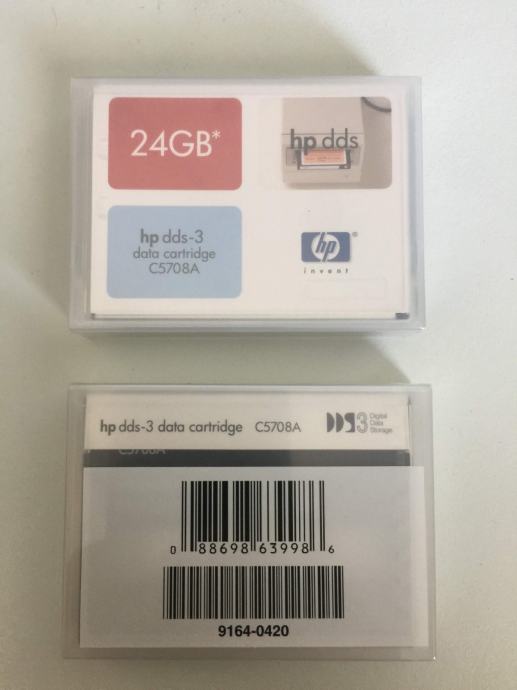 24GB*
hp dds
hp dds-3
data cartridge
C5708A
hp ®
invent
hp dds-3 data cartridge C5708A
DDS3 Digital
Data
Storage
C5708A
0 88698 63998 6
9164-0420